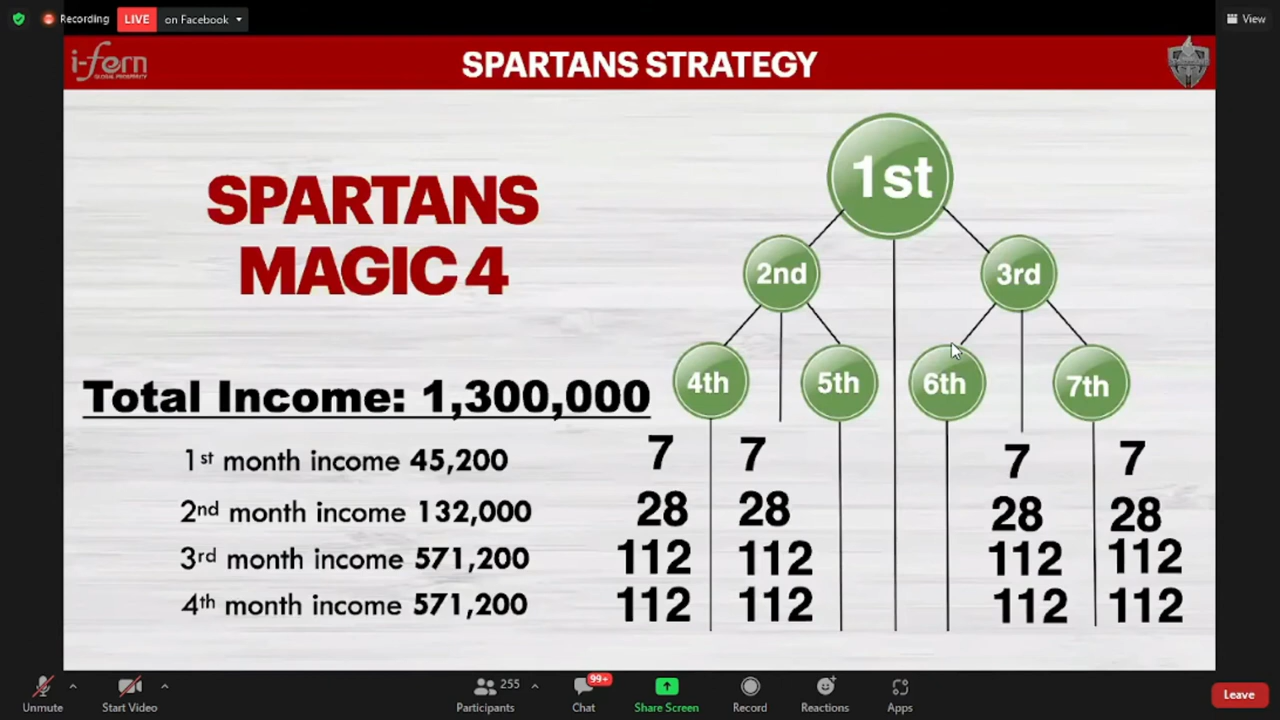 Recording LIVE on Facebook View
i-fern
GLOBAL PROSPERITY
SPARTANS STRATEGY
SPARTANS
MAGIC 4
1st
2nd 3rd
4th 5th 6th 7th
Total Income: 1,300,000
1st month income 45,200 7 7 7 7
2nd month income 132,000 28 28 28 28
3rd month income 571,200 112 112 112 112
4th month income 571,200 112 112 112 112
255 99+
Unmute Start Video Participants Chat Share Screen Record Reactions Apps Leave